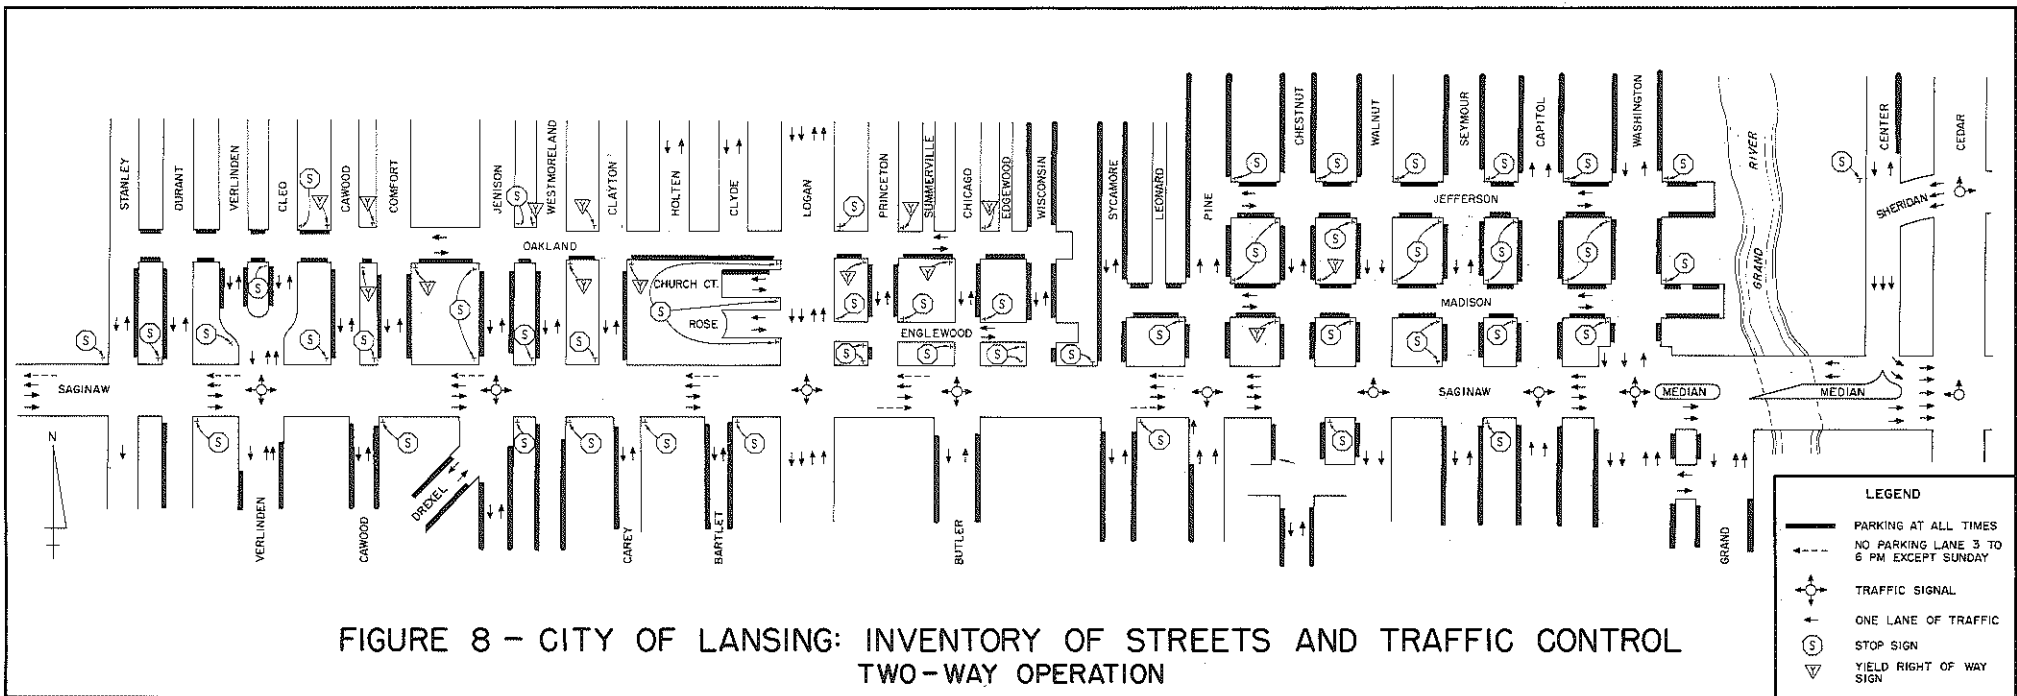 STANLEY
DURANT
VERLINDEN
CLEO
CAWOOD
COMFORT
JENISON
WESTMORELAND
CLAYTON
HOLTEN
CLYDE
LOGAN
PRINCETON
SUMMERVILLE
CHICAGO
EDGEWOOD
WISCONSIN
SYCAMORE
LEONARD
PINE
CHESTNUT
WALNUT
SEYMOUR
CAPITOL
WASHINGTON
GRAND RIVER
CENTER
CEDAR
SHERIDAN
JEFFERSON
OAKLAND
CHURCH CT.
MADISON
ROSE
ENGLEWOOD
SAGINAW
SAGINAW
MEDIAN
MEDIAN
N
VERLINDEN
CAWOOD
DREXEL
CAREY
BARTLET
BUTLER
GRAND
LEGEND
PARKING AT ALL TIMES
NO PARKING LANE 3 TO
6 PM EXCEPT SUNDAY
TRAFFIC SIGNAL
ONE LANE OF TRAFFIC
S STOP SIGN
Y YIELD RIGHT OF WAY
SIGN
FIGURE 8 - CITY OF LANSING: INVENTORY OF STREETS AND TRAFFIC CONTROL
TWO-WAY OPERATION